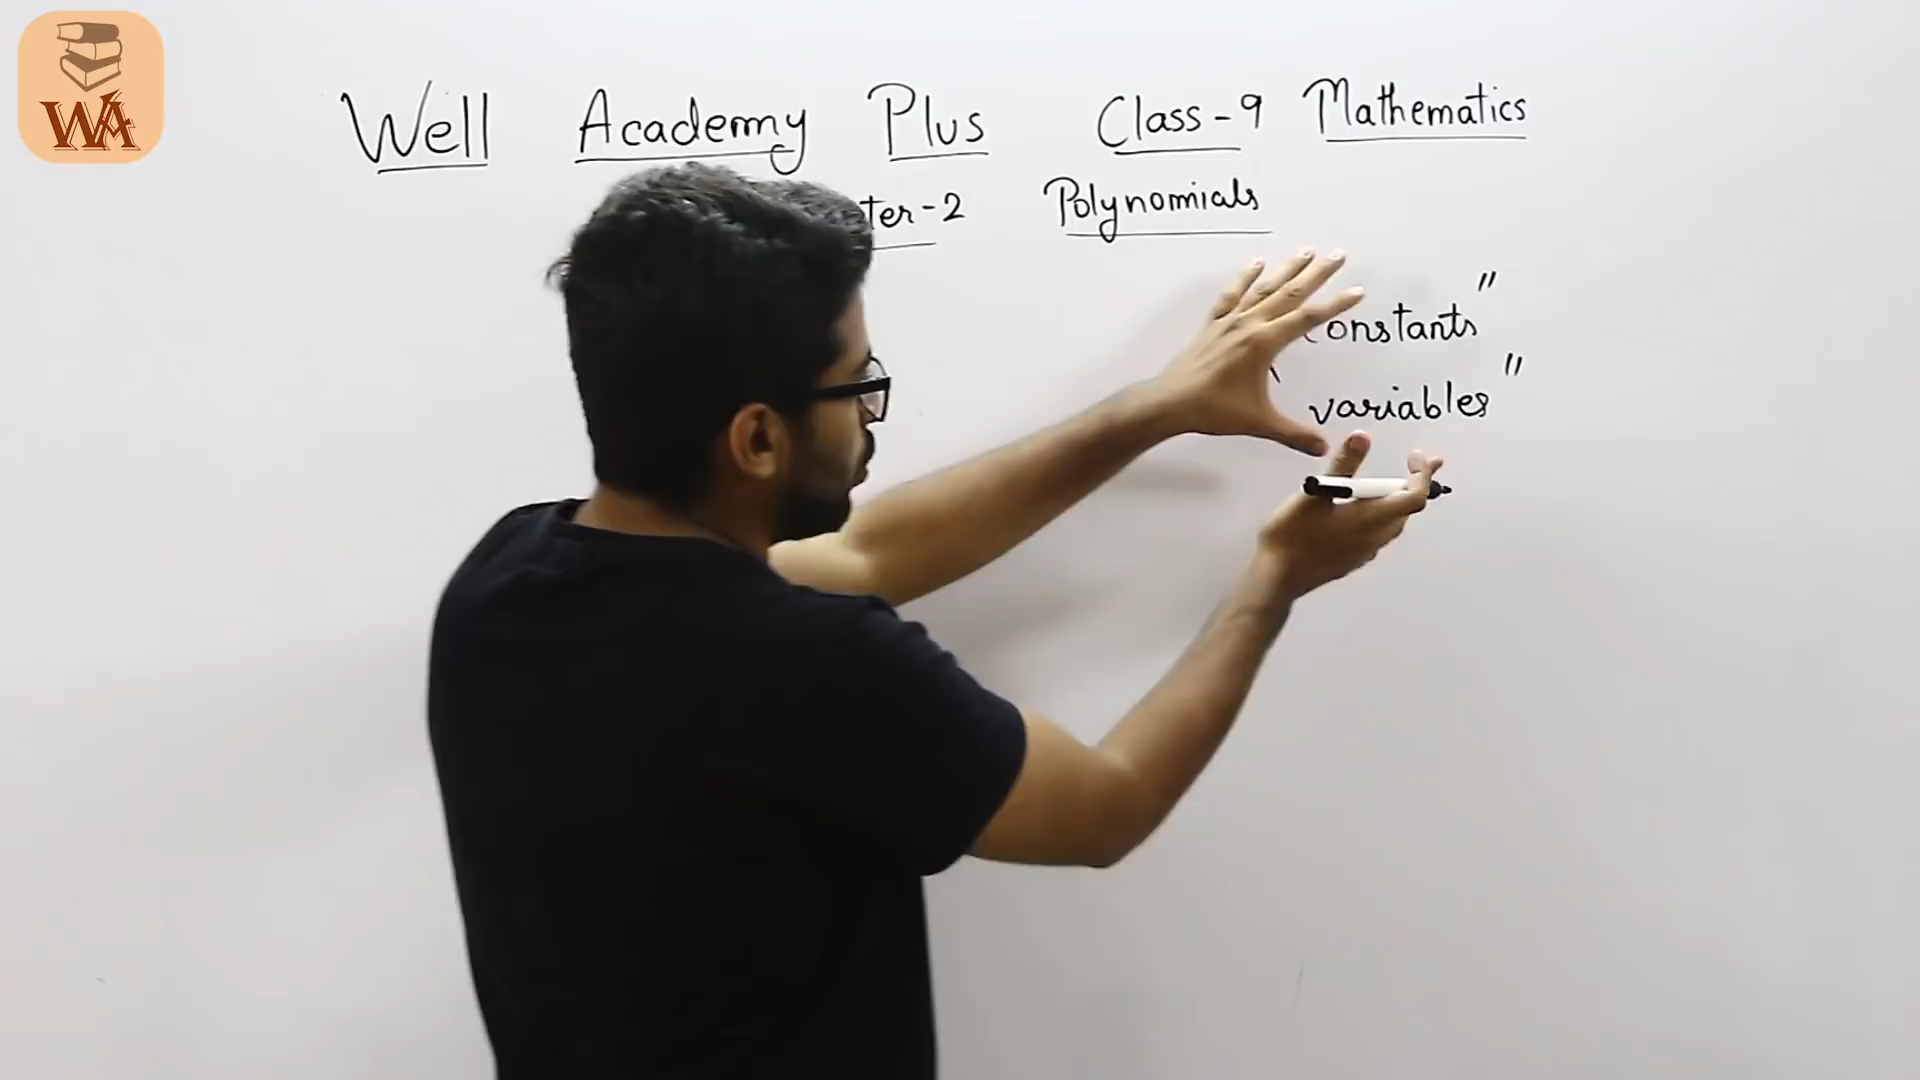 WA
Well Academy Plus Class-9 Mathematics
ter-2 Polynomials
onstants"
variables"